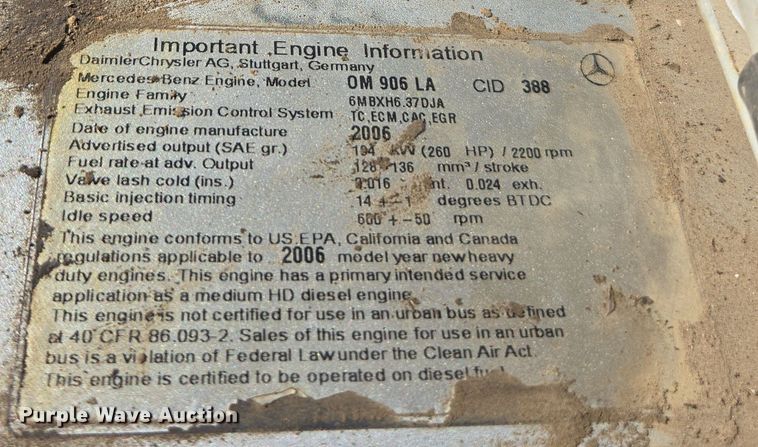 Important Engine Information
DaimlerChrysler AG, Stuttgart, Germany
Mercedes-Benz Engine, Model OM 906 LA CID 388
Engine Family 6MBXH6.37DJA
Exhaust Emission Control System TC, ECM, CAC, EGR
Date of engine manufacture 2006
Advertised output (SAE gr.) 194 kW (260 HP) / 2200 rpm
Fuel rate at adv. Output 128 136 mm³ / stroke
Valve lash cold (ins.) 0.016 int. 0.024 exh.
Basic injection timing 14 +-1 degrees BTDC
Idle speed 600 +-50 rpm
This engine conforms to US EPA, California and Canada
regulations applicable to 2006 model year new heavy
duty engines. This engine has a primary intended service
application as a medium HD diesel engine.
This engine is not certified for use in an urban bus as defined
at 40 CFR 86.093-2. Sales of this engine for use in an urban
bus is a violation of Federal Law under the Clean Air Act.
This engine is certified to be operated on diesel fuel
Purple Wave Auction